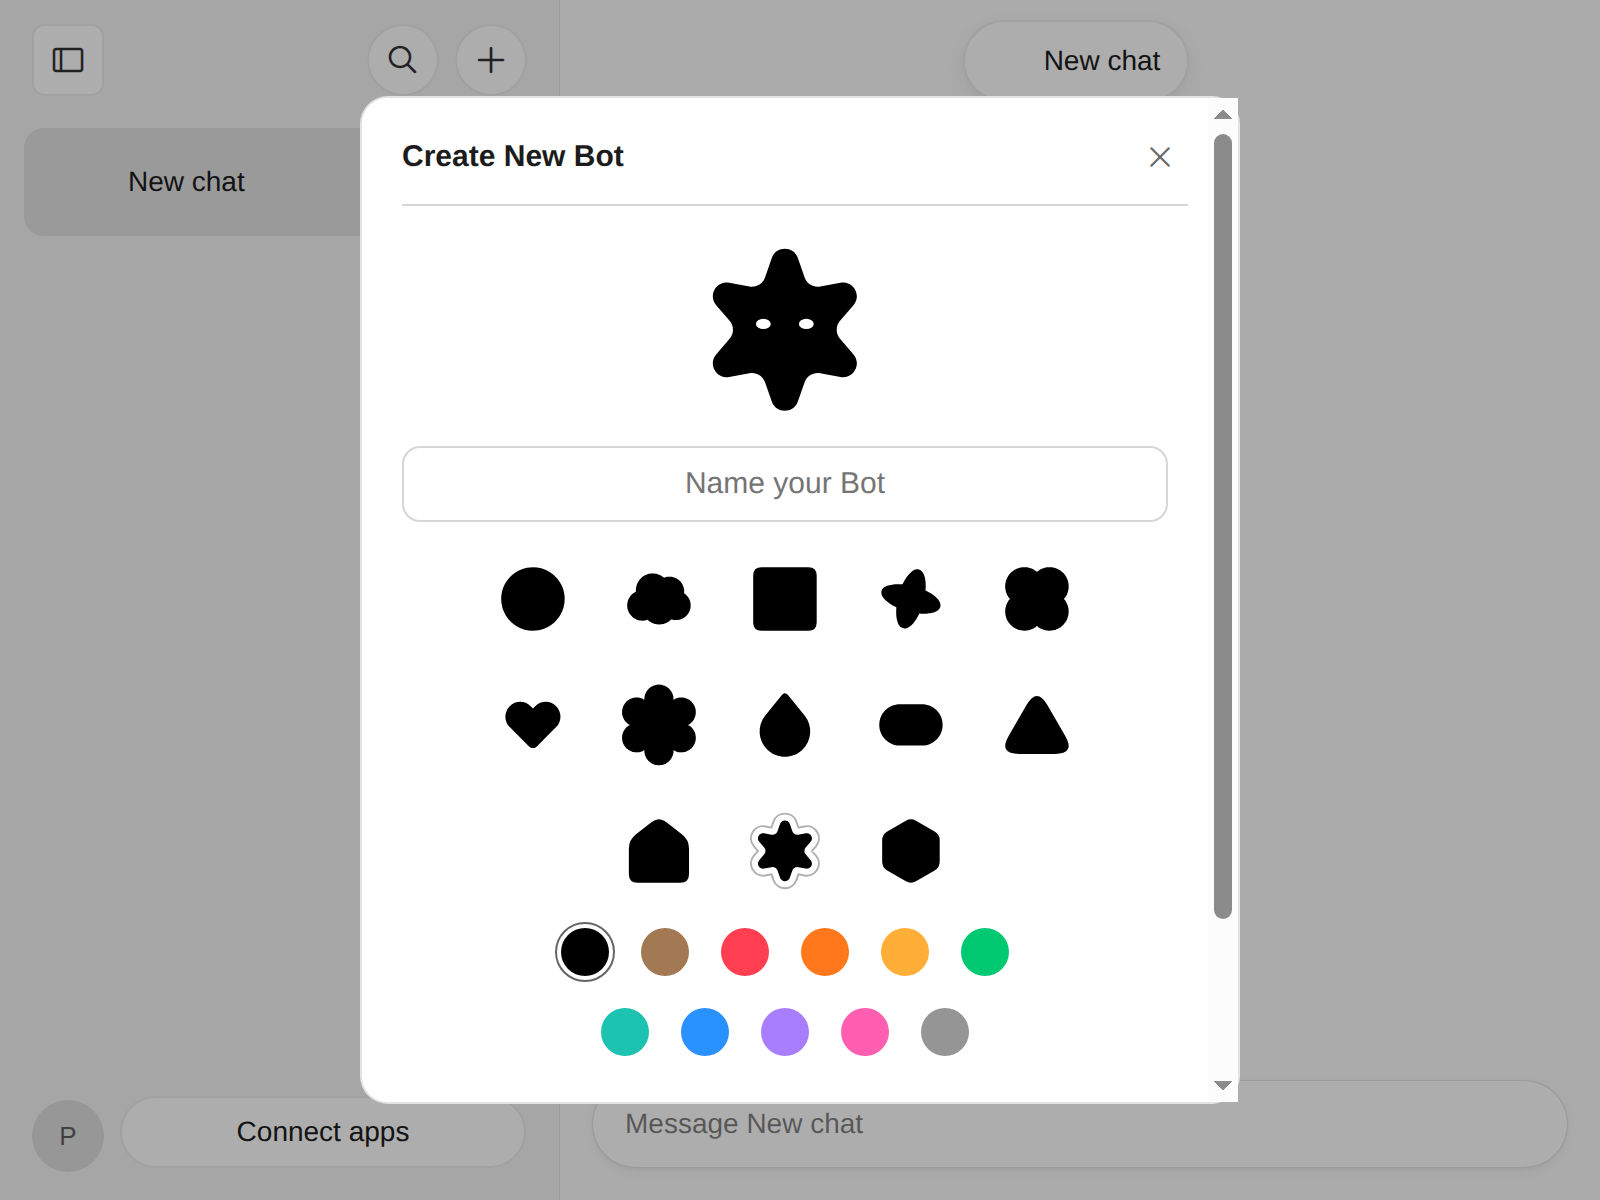 New chat
New chat
Create New Bot
Name your Bot
P
Connect apps
Message New chat